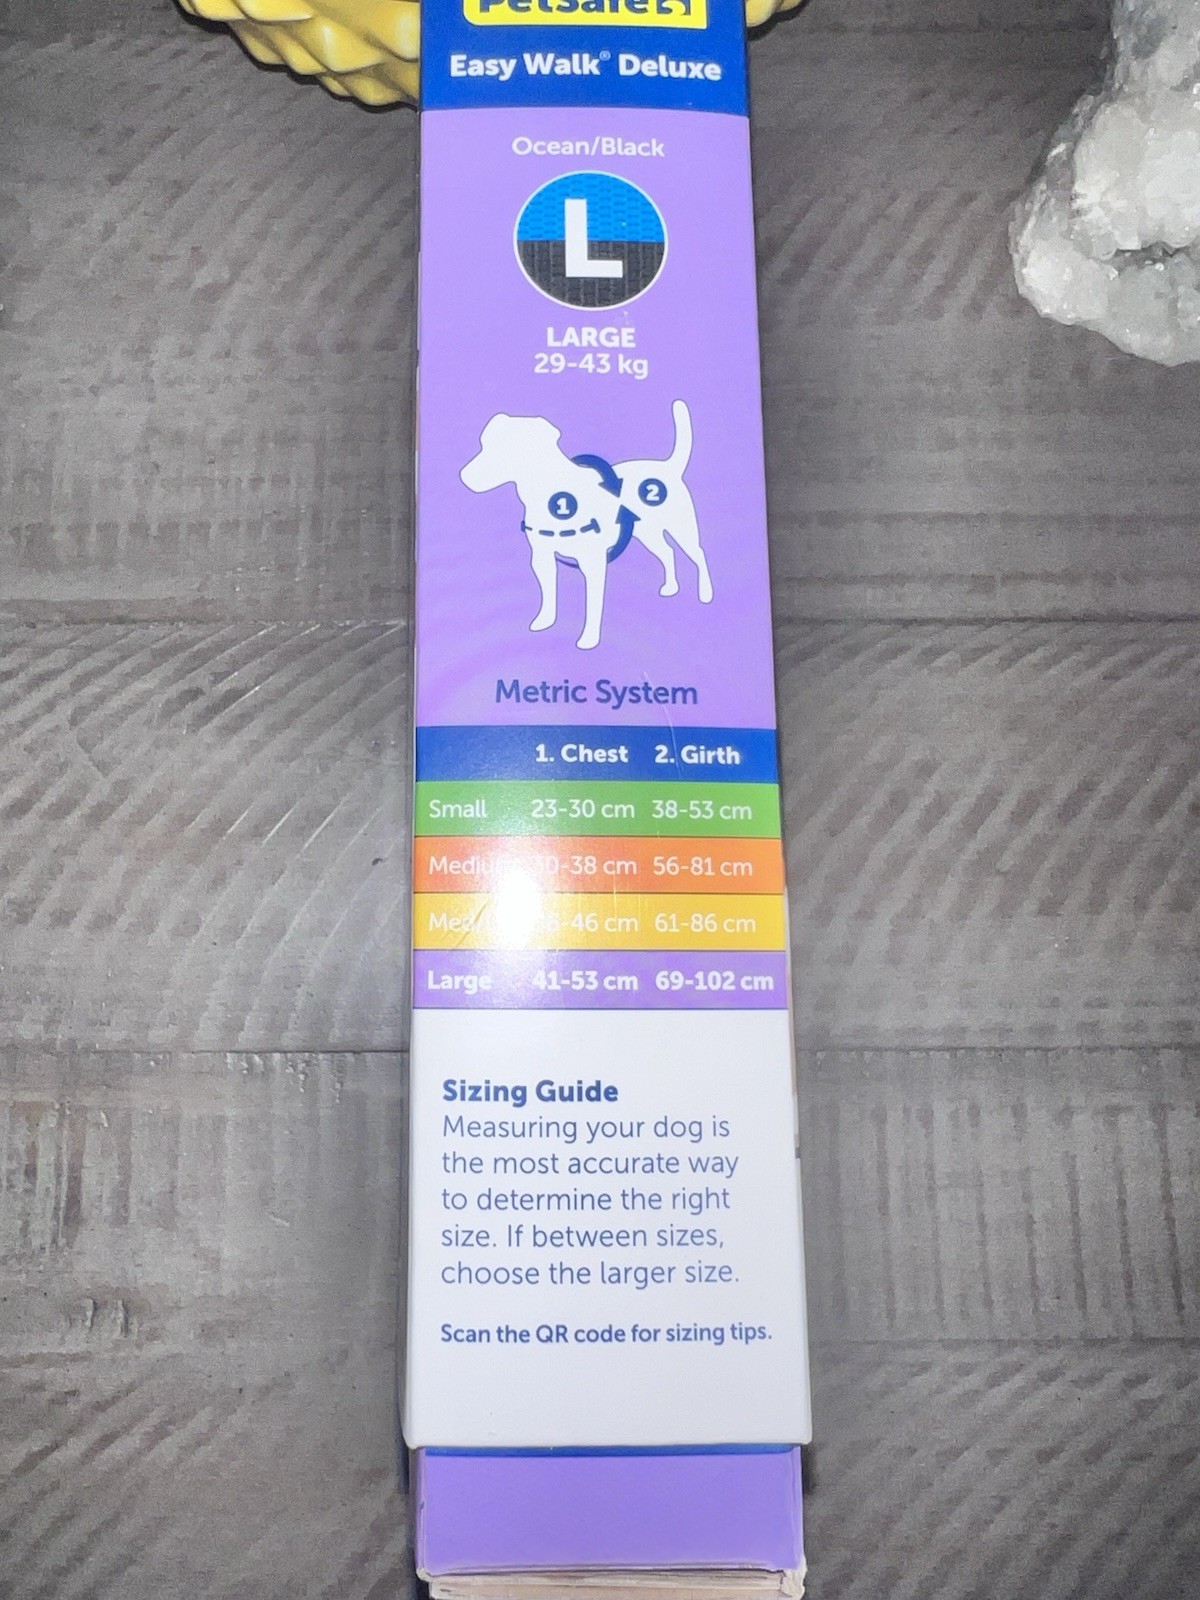 PetSafe
Easy Walk® Deluxe
Ocean/Black
L
LARGE
29-43 kg
1
2
Metric System
1. Chest 2. Girth
Small 23-30 cm 38-53 cm
-38 cm 56-81 cm
-46 cm 61-86 cm
Large 41-53 cm 69-102 cm
Sizing Guide
Measuring your dog is
the most accurate way
to determine the right
size. If between sizes,
choose the larger size.
Scan the QR code for sizing tips.